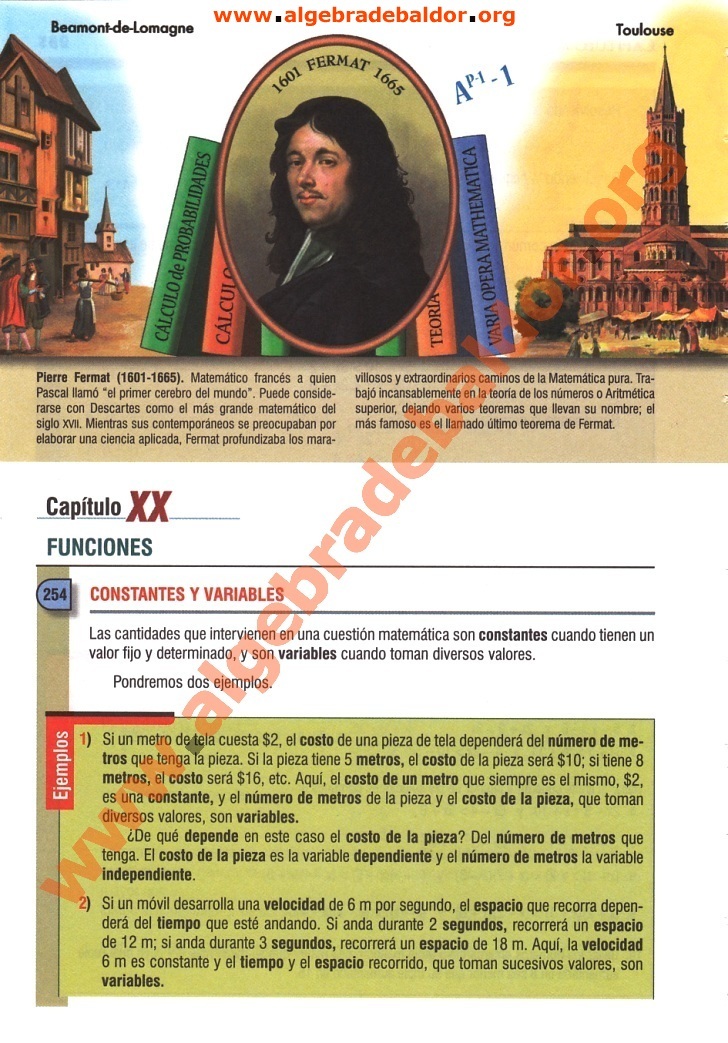 www.algebradebaldor.org
Beamont-de-Lomagne
Toulouse
1601 FERMAT 1665
A^P-1 - 1
CÁLCULO de PROBABILIDADES
CÁLCULO
TEORÍA
VARIA OPERA MATHEMATICA
Pierre Fermat (1601-1665). Matemático francés a quien
Pascal llamó “el primer cerebro del mundo”. Puede conside-
rarse con Descartes como el más grande matemático del
siglo XVII. Mientras sus contemporáneos se preocupaban por
elaborar una ciencia aplicada, Fermat profundizaba los mara-
villosos y extraordinarios caminos de la Matemática pura. Tra-
bajó incansablemente en la teoría de los números o Aritmética
superior, dejando varios teoremas que llevan su nombre; el
más famoso es el llamado último teorema de Fermat.
Capítulo XX
FUNCIONES
254 CONSTANTES Y VARIABLES
Las cantidades que intervienen en una cuestión matemática son constantes cuando tienen un
valor fijo y determinado, y son variables cuando toman diversos valores.
Pondremos dos ejemplos.
Ejemplos
1) Si un metro de tela cuesta $2, el costo de una pieza de tela dependerá del número de me-
tros que tenga la pieza. Si la pieza tiene 5 metros, el costo de la pieza será $10; si tiene 8
metros, el costo será $16, etc. Aquí, el costo de un metro que siempre es el mismo, $2,
es una constante, y el número de metros de la pieza y el costo de la pieza, que toman
diversos valores, son variables.
¿De qué depende en este caso el costo de la pieza? Del número de metros que
tenga. El costo de la pieza es la variable dependiente y el número de metros la variable
independiente.
2) Si un móvil desarrolla una velocidad de 6 m por segundo, el espacio que recorra depen-
derá del tiempo que esté andando. Si anda durante 2 segundos, recorrerá un espacio
de 12 m; si anda durante 3 segundos, recorrerá un espacio de 18 m. Aquí, la velocidad
6 m es constante y el tiempo y el espacio recorrido, que toman sucesivos valores, son
variables.
www.algebradebaldor.org